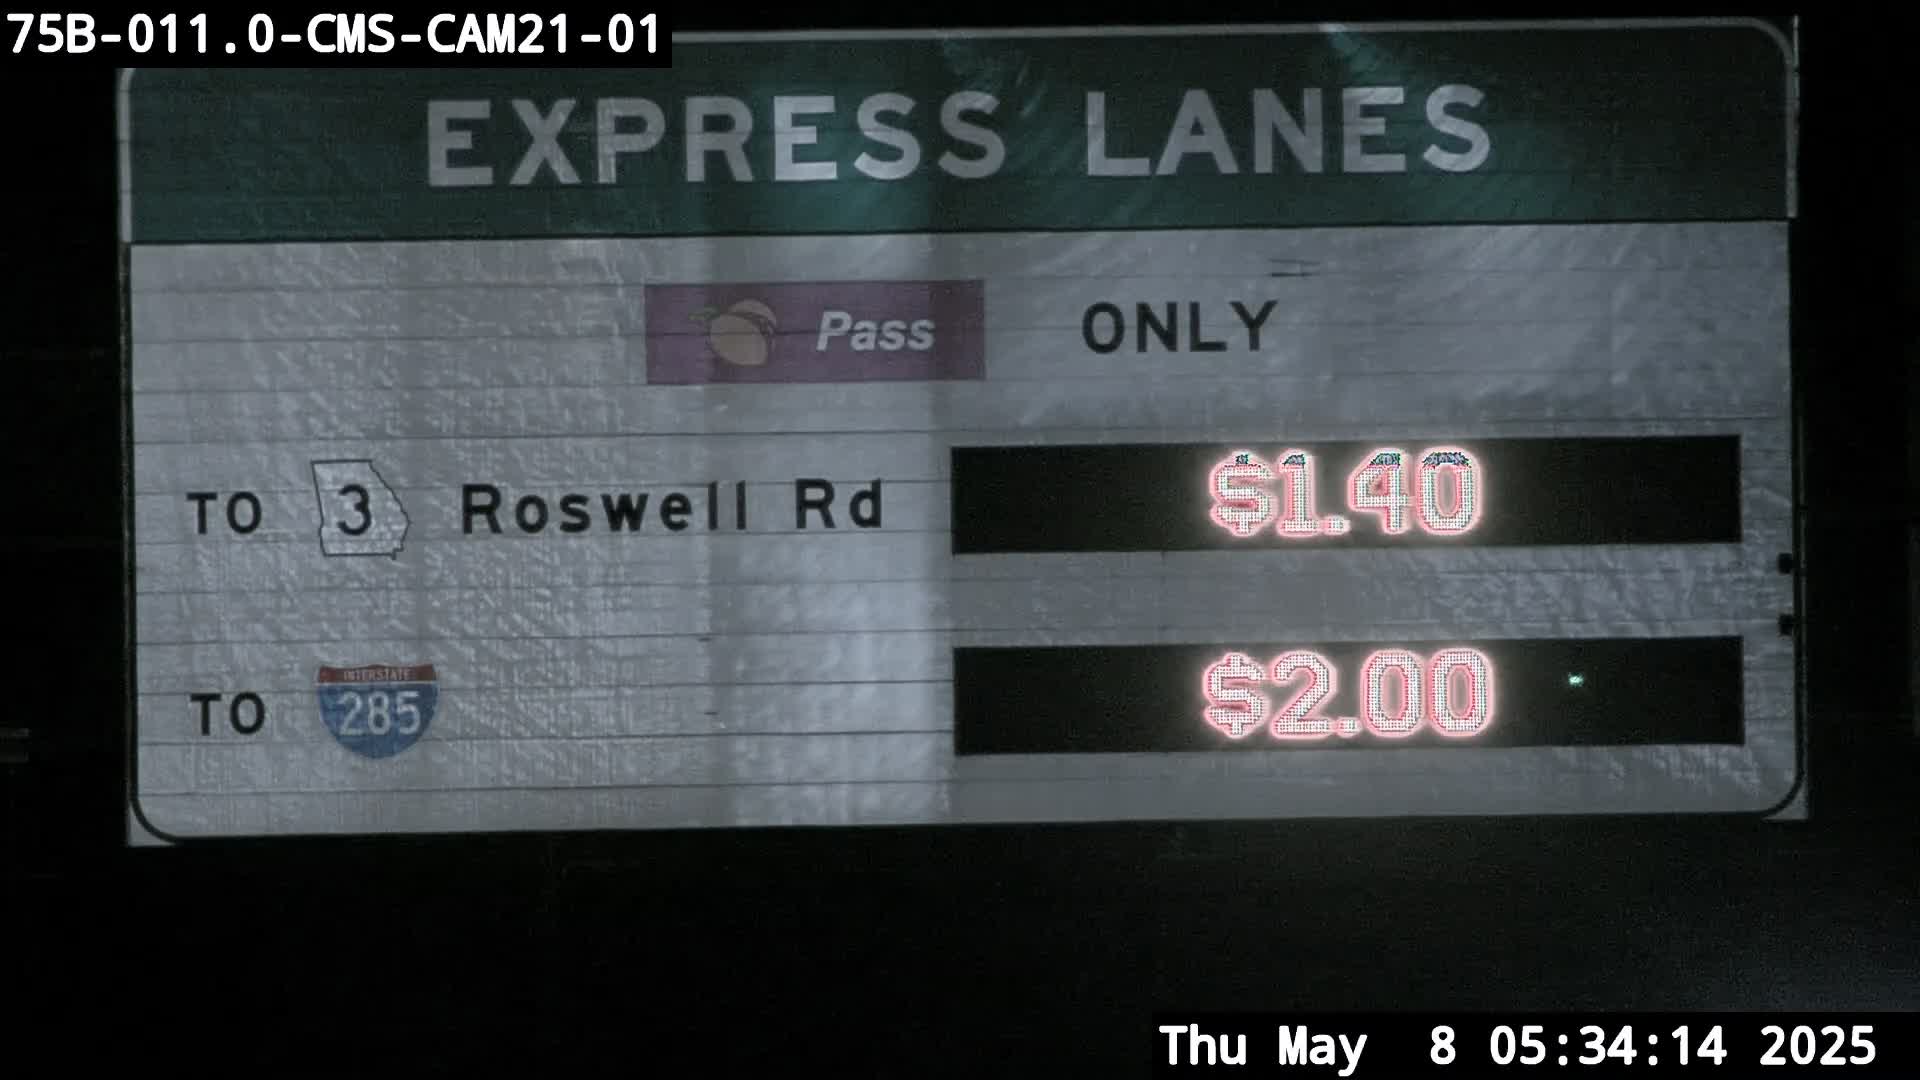 75B-011.0-CMS-CAM21-01
EXPRESS LANES
Pass ONLY
TO 3 Roswell Rd $1.40
TO INTERSTATE 285 $2.00
Thu May 8 05:34:14 2025